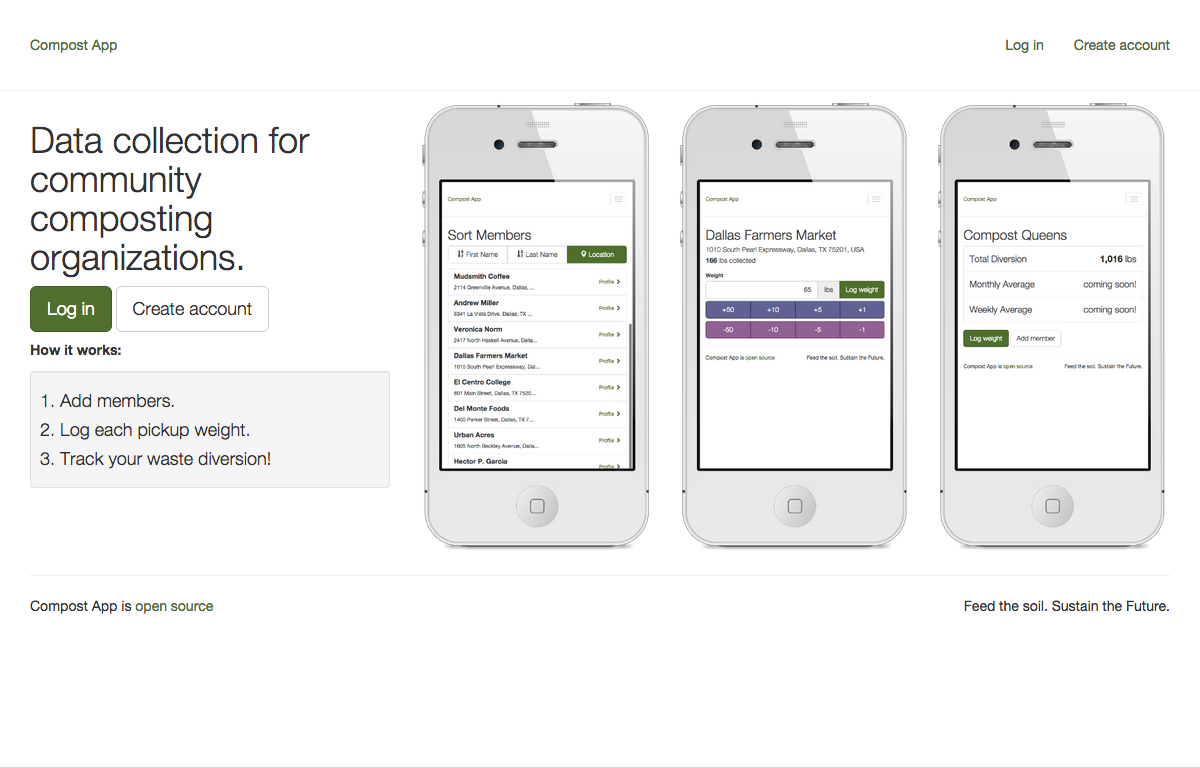 Compost App
Log in
Create account
Data collection for
community
composting
organizations.
Log in
Create account
How it works:
1. Add members.
2. Log each pickup weight.
3. Track your waste diversion!
Compost App
Sort Members
First Name
Last Name
Location
Mudsmith Coffee
2114 Greenville Avenue, Dallas, ...
Profile
Andrew Miller
6341 La Vista Drive, Dallas, TX ...
Profile
Veronica Norm
2417 North Haskell Avenue, Dalla...
Profile
Dallas Farmers Market
1010 South Pearl Expressway, Dal...
Profile
El Centro College
801 Main Street, Dallas, TX 7520...
Profile
Del Monte Foods
1400 Parker Street, Dallas, TX 7...
Profile
Urban Acres
1605 North Beckley Avenue, Dalla...
Profile
Hector P. Garcia
Profile
Compost App
Dallas Farmers Market
1010 South Pearl Expressway, Dallas, TX 75201, USA
166 lbs collected
Weight
65 lbs Log weight
+50 +10 +5 +1
-50 -10 -5 -1
Compost App is open source
Feed the soil. Sustain the Future.
Compost App
Compost Queens
Total Diversion 1,016 lbs
Monthly Average coming soon!
Weekly Average coming soon!
Log weight Add member
Compost App is open source
Feed the soil. Sustain the Future.
Compost App is open source
Feed the soil. Sustain the Future.